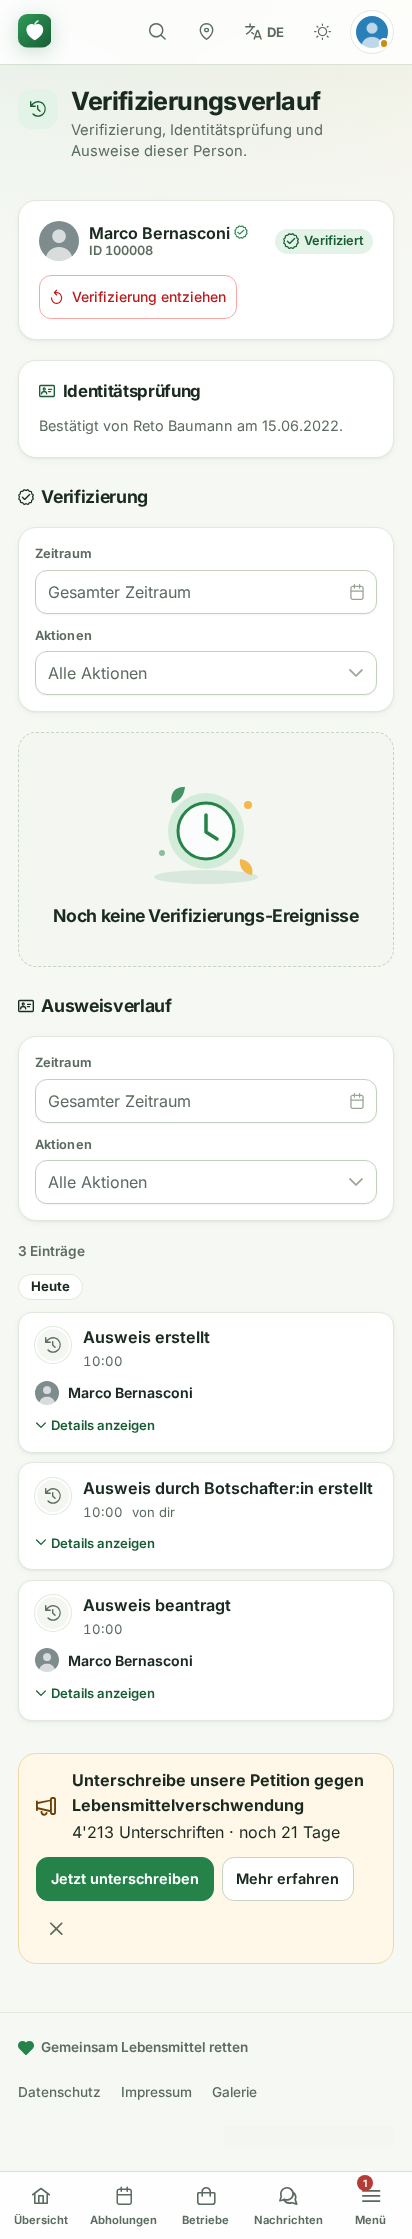 DE
Verifizierungsverlauf
Verifizierung, Identitätsprüfung und
Ausweise dieser Person.
Marco Bernasconi
ID 100008
Verifiziert
Verifizierung entziehen
Identitätsprüfung
Bestätigt von Reto Baumann am 15.06.2022.
Verifizierung
Zeitraum
Gesamter Zeitraum
Aktionen
Alle Aktionen
Noch keine Verifizierungs-Ereignisse
Ausweisverlauf
Zeitraum
Gesamter Zeitraum
Aktionen
Alle Aktionen
3 Einträge
Heute
Ausweis erstellt
10:00
Marco Bernasconi
Details anzeigen
Ausweis durch Botschafter:in erstellt
10:00 von dir
Details anzeigen
Ausweis beantragt
10:00
Marco Bernasconi
Details anzeigen
Unterschreibe unsere Petition gegen
Lebensmittelverschwendung
4'213 Unterschriften · noch 21 Tage
Jetzt unterschreiben
Mehr erfahren
Gemeinsam Lebensmittel retten
Datenschutz Impressum Galerie
1
Übersicht Abholungen Betriebe Nachrichten Menü